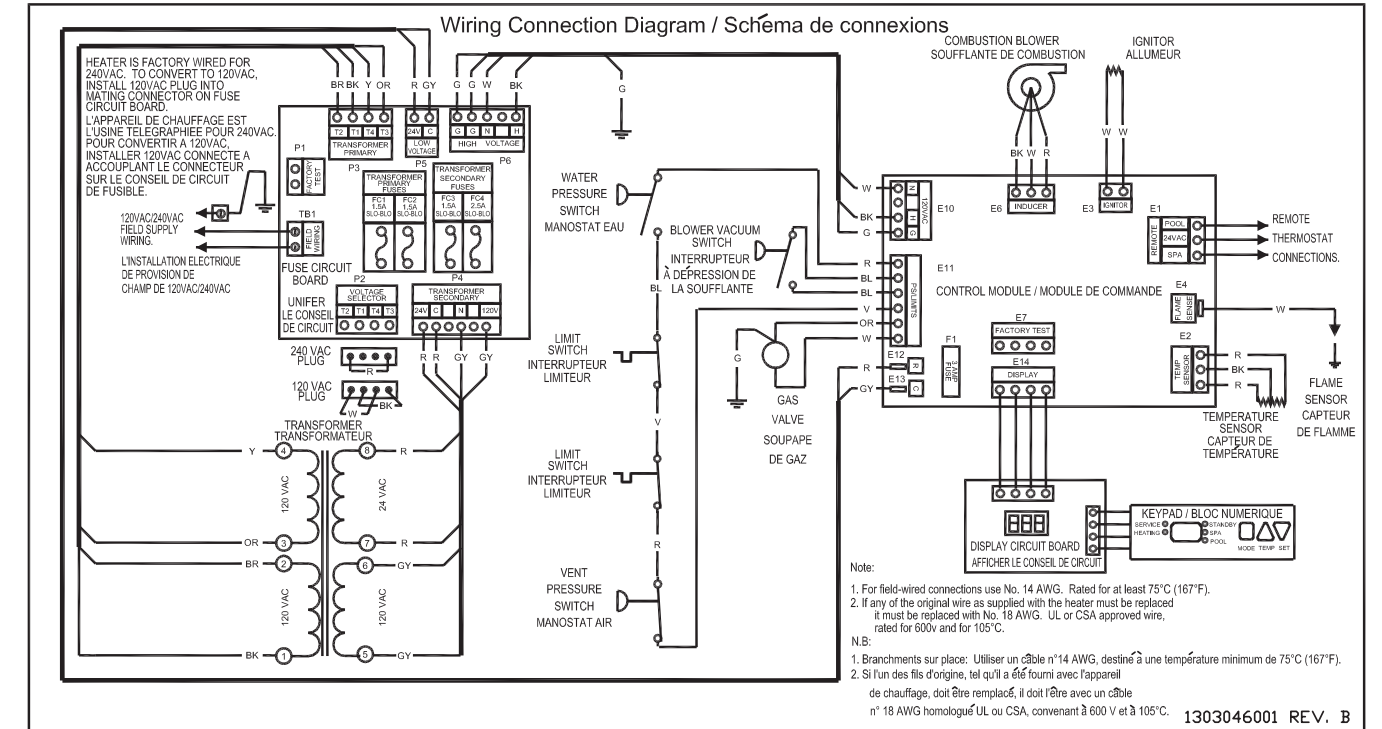 Wiring Connection Diagram / Schéma de connexions
HEATER IS FACTORY WIRED FOR
240VAC. TO CONVERT TO 120VAC,
INSTALL 120VAC PLUG INTO
MATING CONNECTOR ON FUSE
CIRCUIT BOARD.
L'APPAREIL DE CHAUFFAGE EST
L'USINE TELEGRAPHIEE POUR 240VAC.
POUR CONVERTIR A 120VAC,
INSTALLER 120VAC CONNECTE A
ACCOUPLANT LE CONNECTEUR
SUR LE CONSEIL DE CIRCUIT
DE FUSIBLE.
120VAC/240VAC
FIELD SUPPLY
WIRING.
L'INSTALLATION ELECTRIQUE
DE PROVISION DE
CHAMP DE 120VAC/240VAC
BR BK Y OR
R GY
G G W BK
G
T2 T1 T4 T3
TRANSFORMER
PRIMARY
24V C
LOW
VOLTAGE
G G N H
HIGH VOLTAGE
P1
FACTORY
TEST
P3
P5
P6
TRANSFORMER
PRIMARY
FUSES
FC1
1.5A
SLO-BLO
FC2
1.5A
SLO-BLO
TRANSFORMER
SECONDARY
FUSES
FC3
1.5A
SLO-BLO
FC4
2.5A
SLO-BLO
TB1
FIELD
WIRING
FUSE CIRCUIT
BOARD
UNIFER
LE CONSEIL
DE CIRCUIT
P2
VOLTAGE
SELECTOR
T2 T1 T4 T3
P4
TRANSFORMER
SECONDARY
24V C N 120V
R R GY GY
240 VAC
PLUG
R
120 VAC
PLUG
W
BK
TRANSFORMER
TRANSFORMATEUR
Y 4 8 R
120 VAC
24 VAC
OR 3 7 R
BR 2 6 GY
120 VAC
120 VAC
BK 1 5 GY
WATER
PRESSURE
SWITCH
MANOSTAT EAU
BL
LIMIT
SWITCH
INTERRUPTEUR
LIMITEUR
V
LIMIT
SWITCH
INTERRUPTEUR
LIMITEUR
R
VENT
PRESSURE
SWITCH
MANOSTAT AIR
BLOWER VACUUM
SWITCH
INTERRUPTEUR
À DÉPRESSION DE
LA SOUFFLANTE
G
GAS
VALVE
SOUPAPE
DE GAZ
COMBUSTION BLOWER
SOUFFLANTE DE COMBUSTION
IGNITOR
ALLUMEUR
BK W R
W W
W
BK
G
N
H
G
120VAC
E10
E6
INDUCER
E3
IGNITOR
E1
REMOTE
POOL
24VAC
SPA
REMOTE
THERMOSTAT
CONNECTIONS.
R
BL
BL
V
OR
W
E11
PS/LIMITS
CONTROL MODULE / MODULE DE COMMANDE
E4
FLAME
SENSE
W
FLAME
SENSOR
CAPTEUR
DE FLAMME
R E12 R
GY E13 C
F1
3 AMP
FUSE
E7
FACTORY TEST
E14
DISPLAY
E2
TEMP
SENSOR
R
BK
R
TEMPERATURE
SENSOR
CAPTEUR DE
TEMPÉRATURE
888
DISPLAY CIRCUIT BOARD
AFFICHER LE CONSEIL DE CIRCUIT
KEYPAD / BLOC NUMERIQUE
SERVICE
HEATING
STANDBY
SPA
POOL
MODE TEMP SET
Note:
1. For field-wired connections use No. 14 AWG. Rated for at least 75°C (167°F).
2. If any of the original wire as supplied with the heater must be replaced
it must be replaced with No. 18 AWG. UL or CSA approved wire,
rated for 600v and for 105°C.
N.B:
1. Branchments sur place: Utiliser un câble n°14 AWG, destiné à une température minimum de 75°C (167°F).
2. Si l'un des fils d'origine, tel qu'il a été fourni avec l'appareil
de chauffage, doit être remplacé, il doit l'être avec un câble
n° 18 AWG homologué UL ou CSA, convenant à 600 V et à 105°C.
1303046001 REV. B